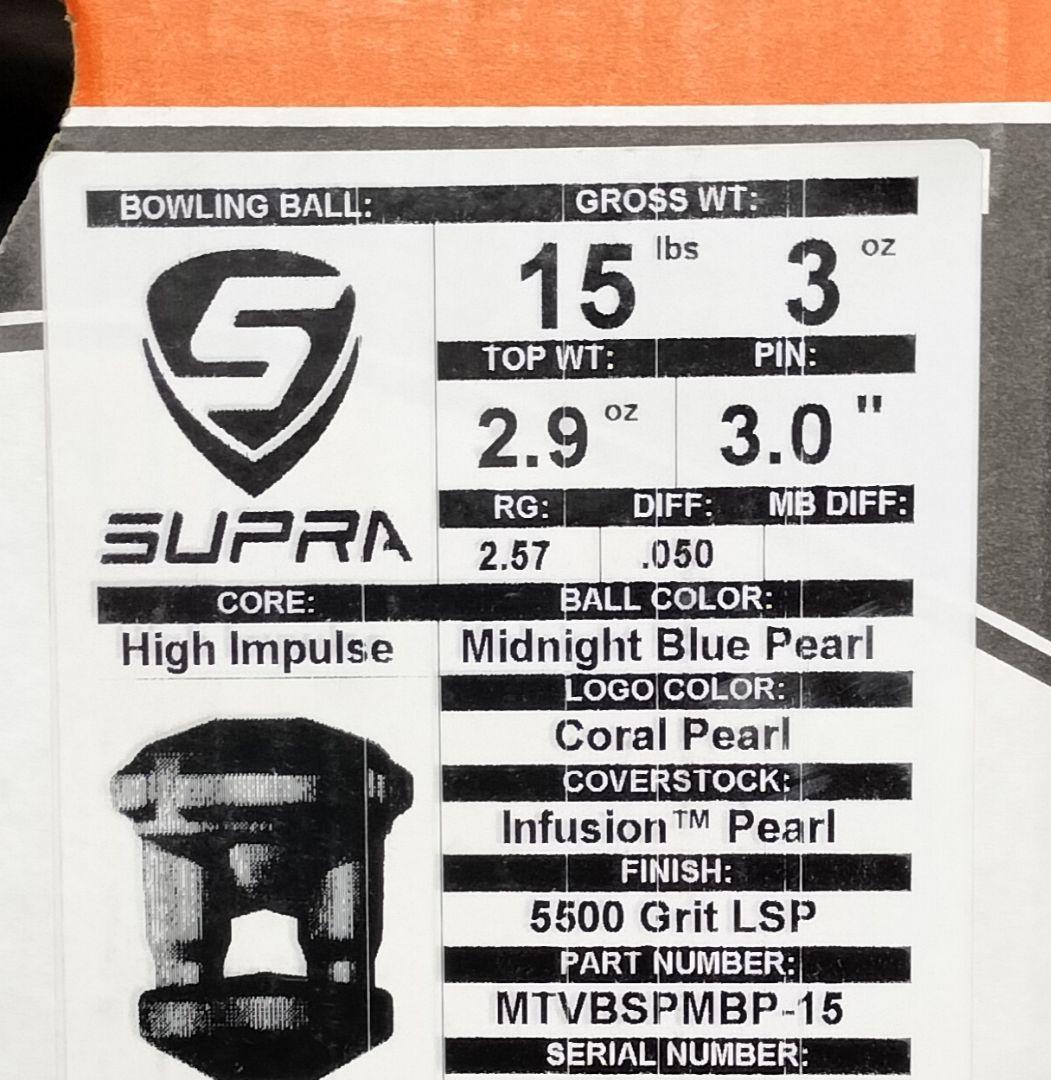 BOWLING BALL: GROSS WT:
15 lbs 3 oz
TOP WT: PIN:
2.9 oz 3.0 "
SUPRA
RG: DIFF: MB DIFF:
2.57 .050
CORE: BALL COLOR:
High Impulse Midnight Blue Pearl
LOGO COLOR:
Coral Pearl
COVERSTOCK:
Infusion™ Pearl
FINISH:
5500 Grit LSP
PART NUMBER:
MTVBSPMBP-15
SERIAL NUMBER: